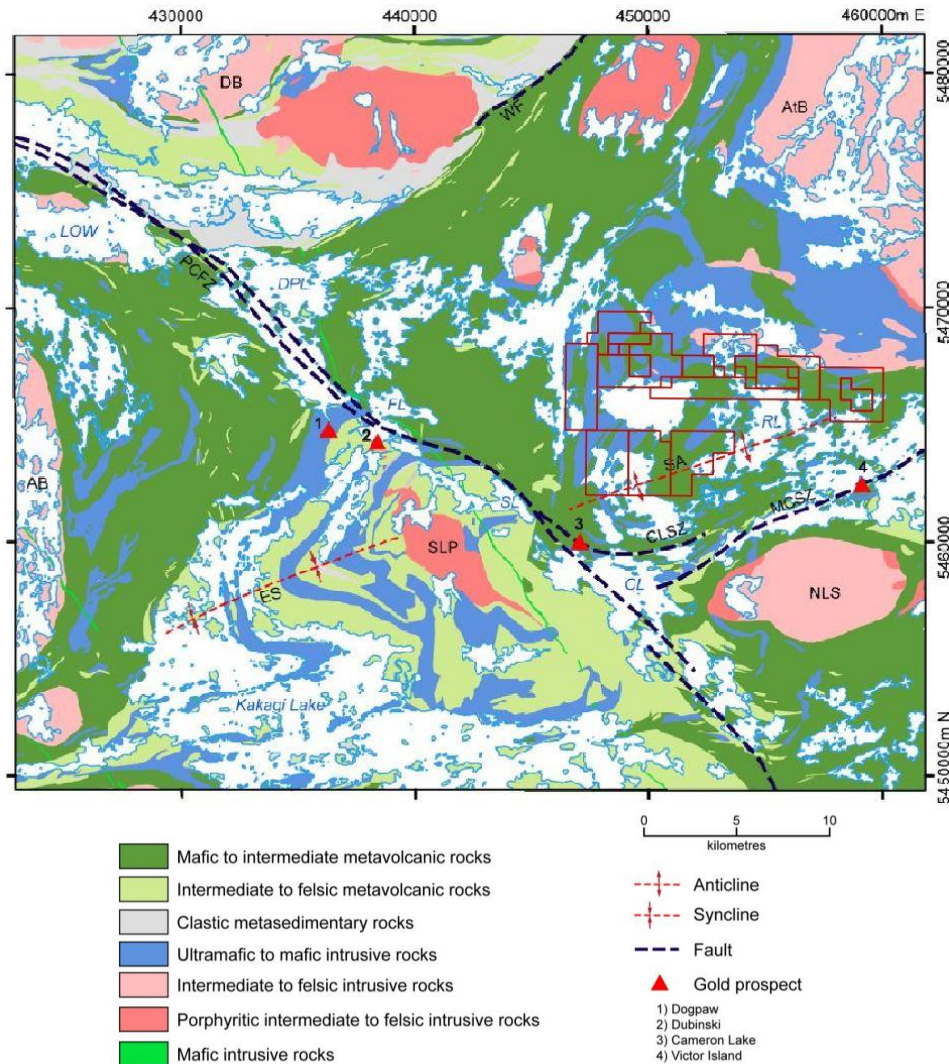 430000
440000
450000
460000m E
5480000
5470000
5460000
5450000m N
DB
WF
AtB
LOW
PCFZ
DPL
FL
RL
1
2
SA
4
AB
SL
3
CLSZ
MCSZ
SLP
ES
CL
NLS
Kakagi Lake
Mafic to intermediate metavolcanic rocks
Intermediate to felsic metavolcanic rocks
Clastic metasedimentary rocks
Ultramafic to mafic intrusive rocks
Intermediate to felsic intrusive rocks
Porphyritic intermediate to felsic intrusive rocks
Mafic intrusive rocks
0 5 10
kilometres
Anticline
Syncline
Fault
Gold prospect
1) Dogpaw
2) Dubinski
3) Cameron Lake
4) Victor Island